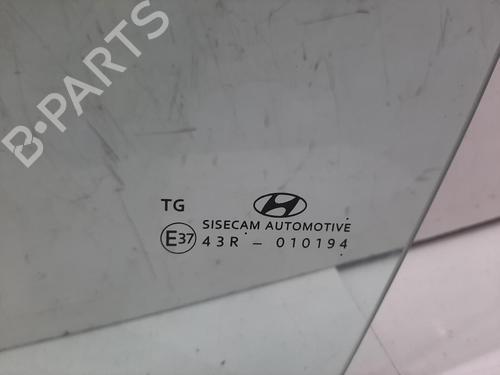 B-PARTS
TG
SISECAM AUTOMOTIVE
E37 43R - 010194